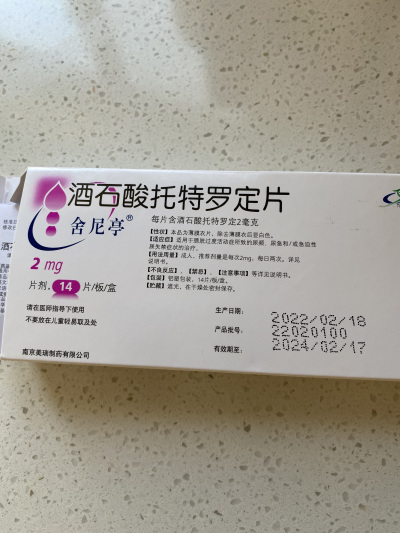 酒石酸托特罗定片
舍尼亭®
每片含酒石酸托特罗定2毫克
【性状】本品为薄膜衣片，除去薄膜衣后显白色。
【适应症】适用于膀胱过度活动症所致的尿频、尿急和/或急迫性
尿失禁症状的治疗。
【用法用量】成人，推荐剂量是每次2mg，每日两次。详见
说明书。
【不良反应】、【禁忌】、【注意事项】等详见说明书。
【包装】铝塑包装，14片/板/盒。
【贮藏】遮光，在干燥处密封保存。
2 mg
片剂，14 片/板/盒
请在医师指导下使用
不要放在儿童轻易取及处
南京美瑞制药有限公司
生产日期： 2022/02/18
产品批号： 22020100
有效期至： 2024/02/17